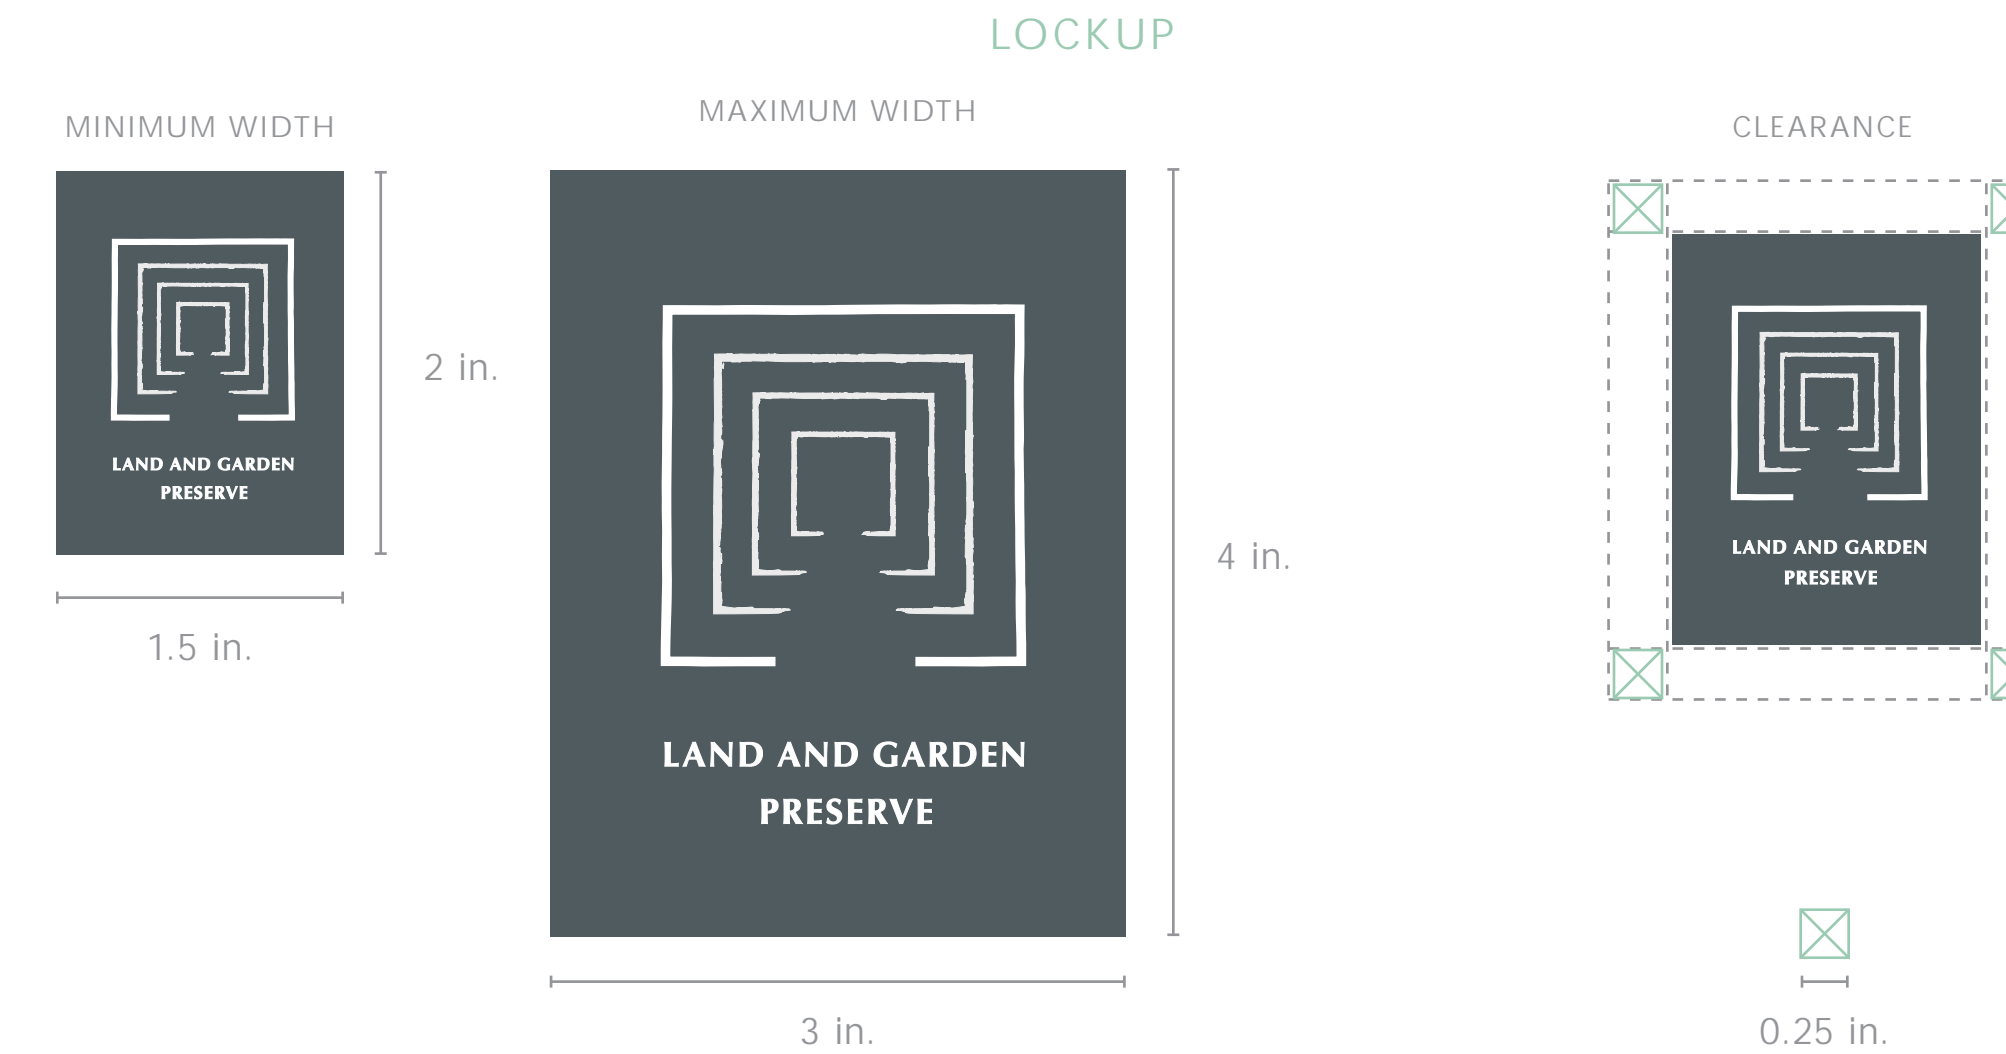 LOCKUP
MINIMUM WIDTH
LAND AND GARDEN
PRESERVE
2 in.
1.5 in.
MAXIMUM WIDTH
LAND AND GARDEN
PRESERVE
4 in.
3 in.
CLEARANCE
LAND AND GARDEN
PRESERVE
0.25 in.